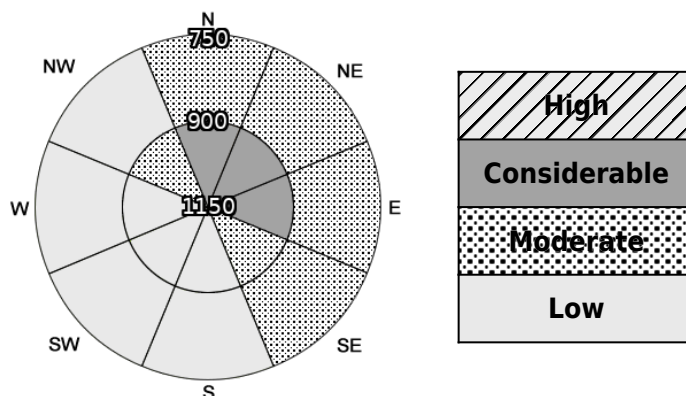 N
750
NW
NE
900
High
Considerable
W
1150
E
Moderate
Low
SW
SE
S